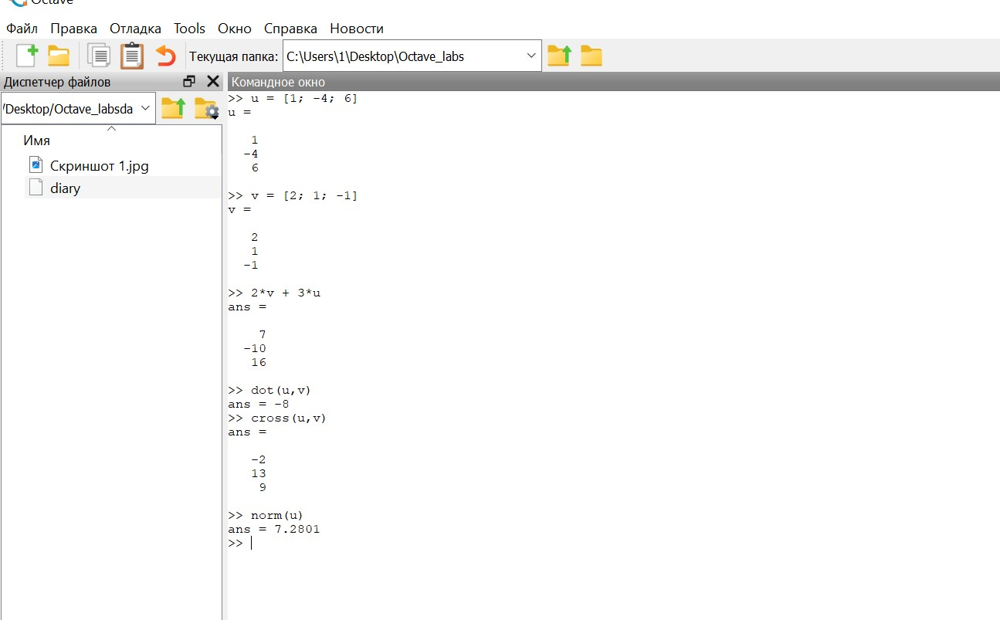 Octave
Файл Правка Отладка Tools Окно Справка Новости
Текущая папка: C:\Users\1\Desktop\Octave_labs
Диспетчер файлов
/Desktop/Octave_labsda
Имя
Скриншот 1.jpg
diary
Командное окно
>> u = [1; -4; 6]
u =
1
-4
6
>> v = [2; 1; -1]
v =
2
1
-1
>> 2*v + 3*u
ans =
7
-10
16
>> dot(u,v)
ans = -8
>> cross(u,v)
ans =
-2
13
9
>> norm(u)
ans = 7.2801
>>